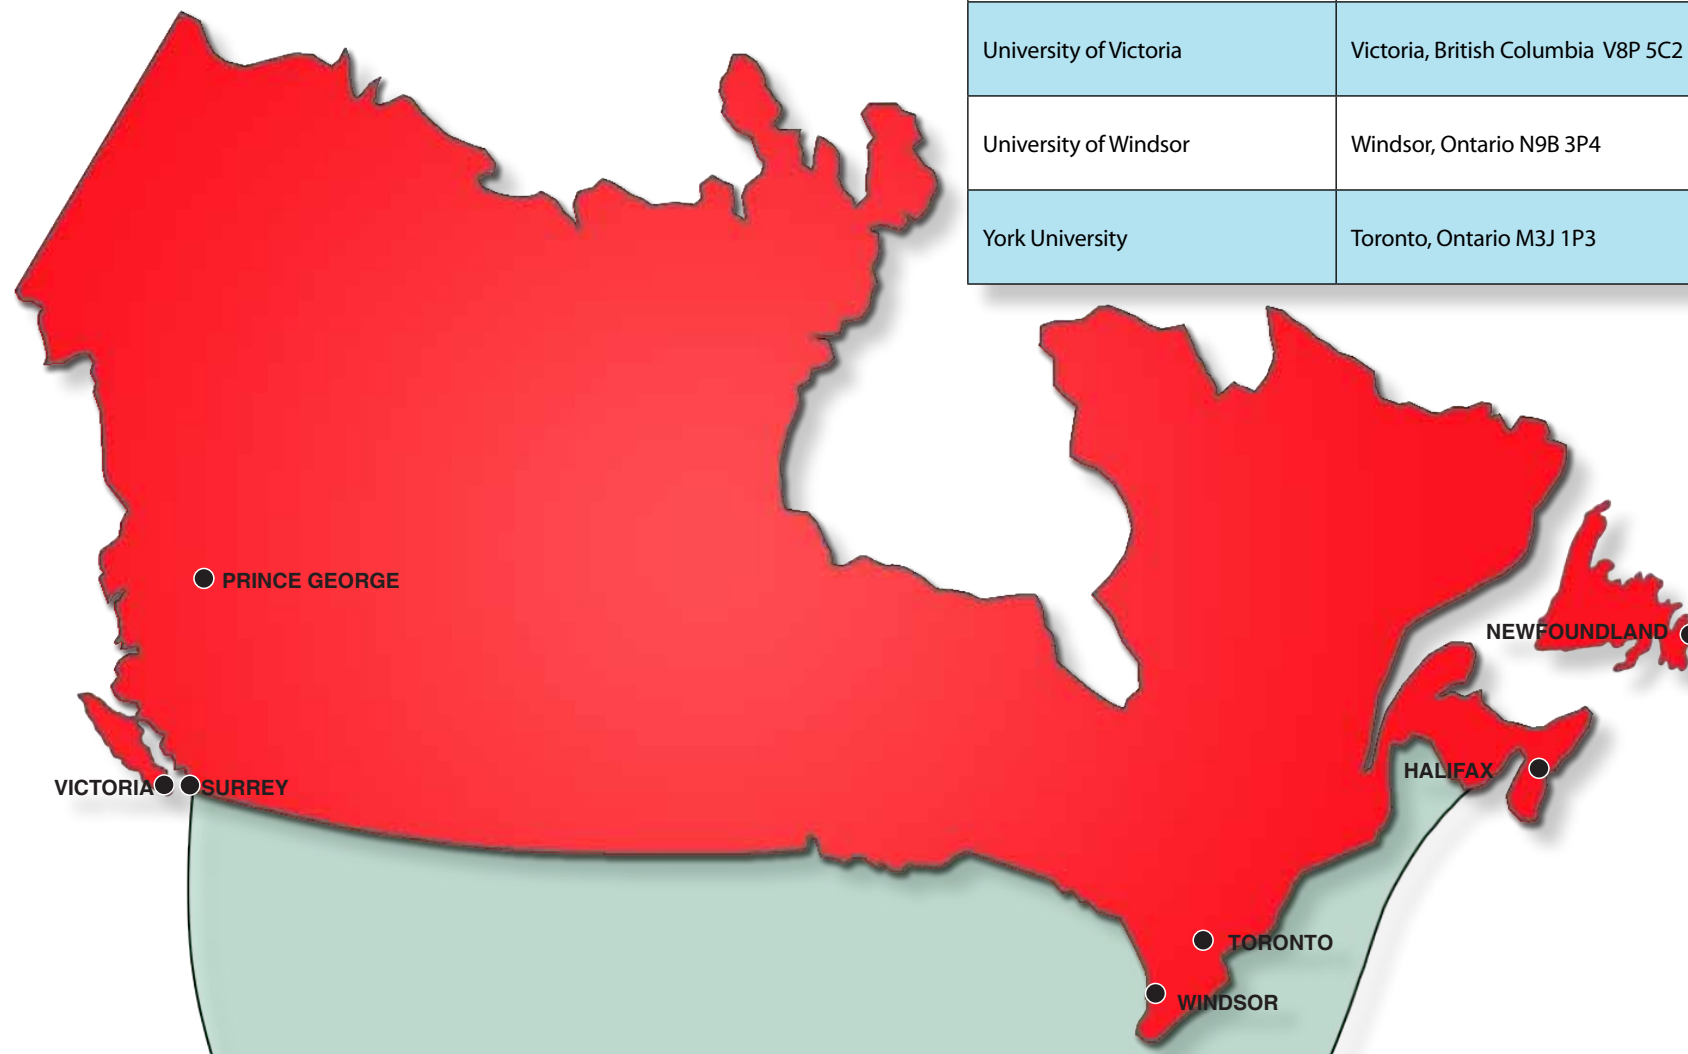 University of Victoria Victoria, British Columbia V8P 5C2
University of Windsor Windsor, Ontario N9B 3P4
York University Toronto, Ontario M3J 1P3
PRINCE GEORGE
NEWFOUNDLAND
HALIFAX
VICTORIA
SURREY
TORONTO
WINDSOR